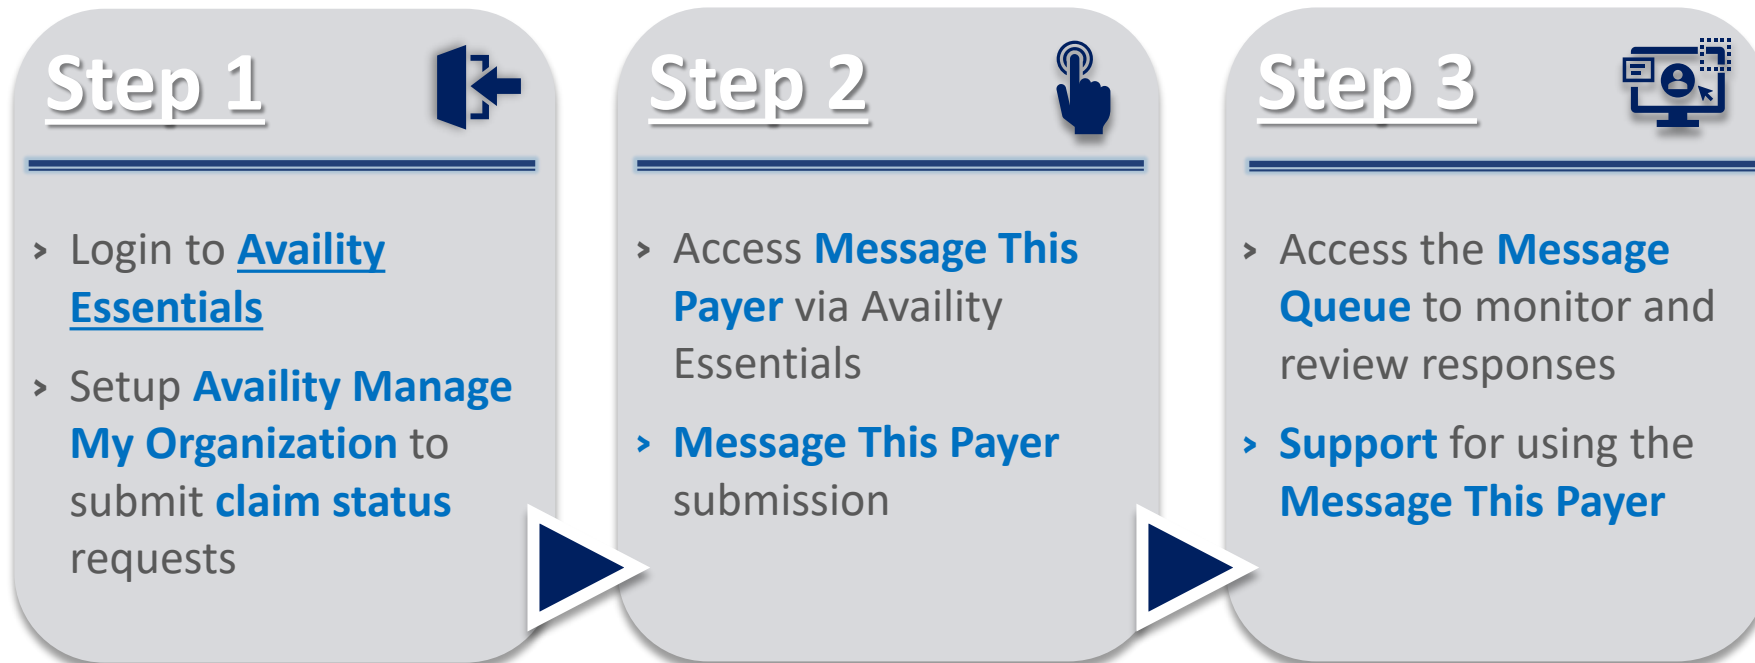 Step 1
> Login to Availity
Essentials
> Setup Availity Manage
My Organization to
submit claim status
requests
Step 2
> Access Message This
Payer via Availity
Essentials
> Message This Payer
submission
Step 3
> Access the Message
Queue to monitor and
review responses
> Support for using the
Message This Payer